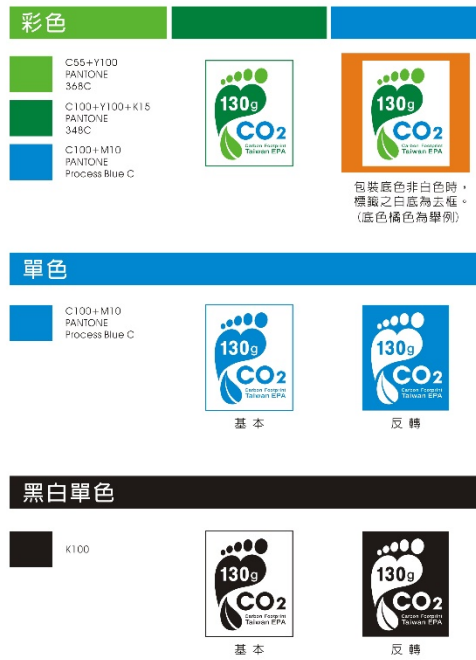 彩色
C55+Y100
PANTONE
368C
C100+Y100+K15
PANTONE
348C
C100+M10
PANTONE
Process Blue C
130g
CO2
Carbon Footprint
Taiwan EPA
130g
CO2
Carbon Footprint
Taiwan EPA
包裝底色非白色時，
標識之白底為去框。
(底色橘色為舉例)
單色
C100+M10
PANTONE
Process Blue C
130g
CO2
Carbon Footprint
Taiwan EPA
基本
130g
CO2
Carbon Footprint
Taiwan EPA
反轉
黑白單色
K100
130g
CO2
Carbon Footprint
Taiwan EPA
基本
130g
CO2
Carbon Footprint
Taiwan EPA
反轉